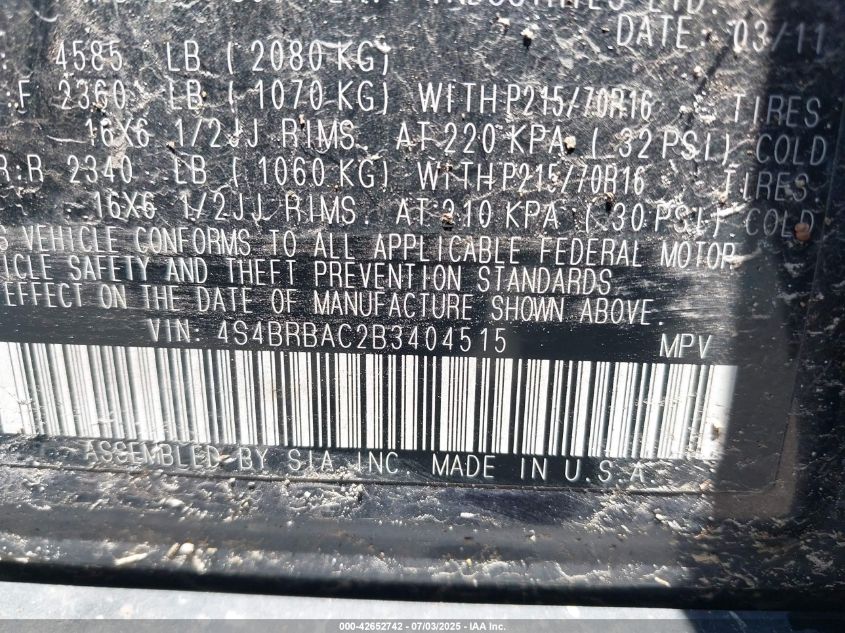 INDUSTRIES LTD.
DATE: 03/11
: 4585 LB ( 2080 KG)
:F 2360 LB ( 1070 KG) WITH P215/70R16 TIRES
16X6 1/2JJ RIMS. AT 220 KPA ( 32 PSI) COLD
R:R 2340 LB ( 1060 KG) WITH P215/70R16 TIRES.
16X6 1/2JJ RIMS. AT 210 KPA ( 30 PSI) COLD
VEHICLE CONFORMS TO ALL APPLICABLE FEDERAL MOTOR
ICLE SAFETY AND THEFT PREVENTION STANDARDS
EFFECT ON THE DATE OF MANUFACTURE SHOWN ABOVE.
VIN: 4S4BRBAC2B3404515 MPV
ASSEMBLED BY SIA INC. MADE IN U.S.A.
000-42652742 - 07/03/2025 - IAA Inc.